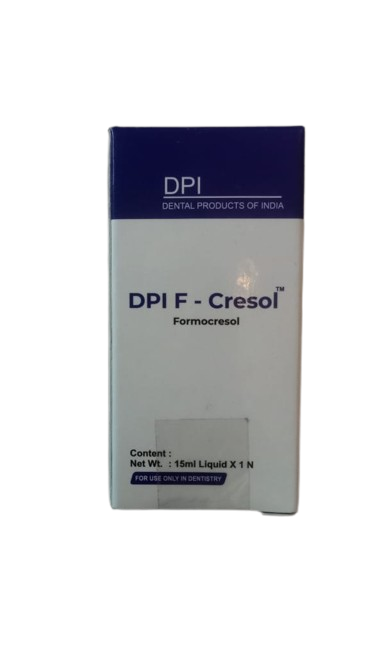 DPI
DENTAL PRODUCTS OF INDIA
DPI F - Cresol™
Formocresol
Content :
Net Wt. : 15ml Liquid X 1 N
FOR USE ONLY IN DENTISTRY